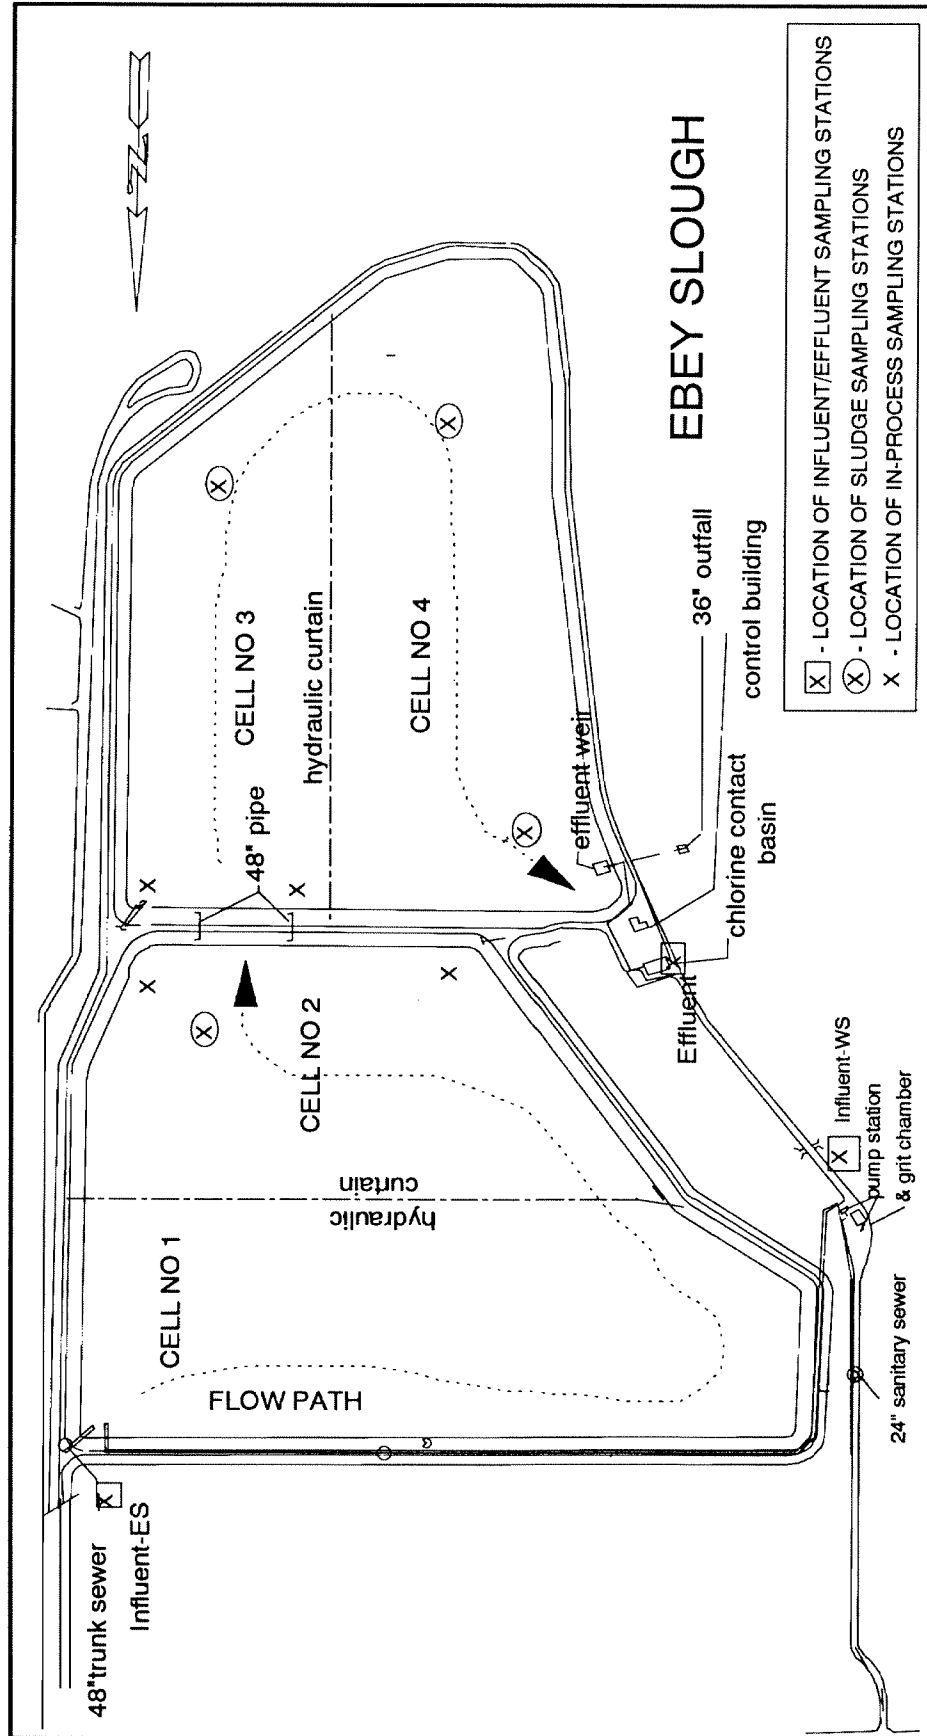 N
48"trunk sewer
X
Influent-ES
FLOW PATH
CELL NO 1
hydraulic
curtain
CELL NO 2
X
X
X
48" pipe
X
X
CELL NO 3
X
hydraulic curtain
CELL NO 4
X
X
effluent weir
EBEY SLOUGH
36" outfall
control building
chlorine contact
basin
X
Effluent
X
Influent-WS
pump station
& grit chamber
24" sanitary sewer
X - LOCATION OF INFLUENT/EFFLUENT SAMPLING STATIONS
X - LOCATION OF SLUDGE SAMPLING STATIONS
X - LOCATION OF IN-PROCESS SAMPLING STATIONS